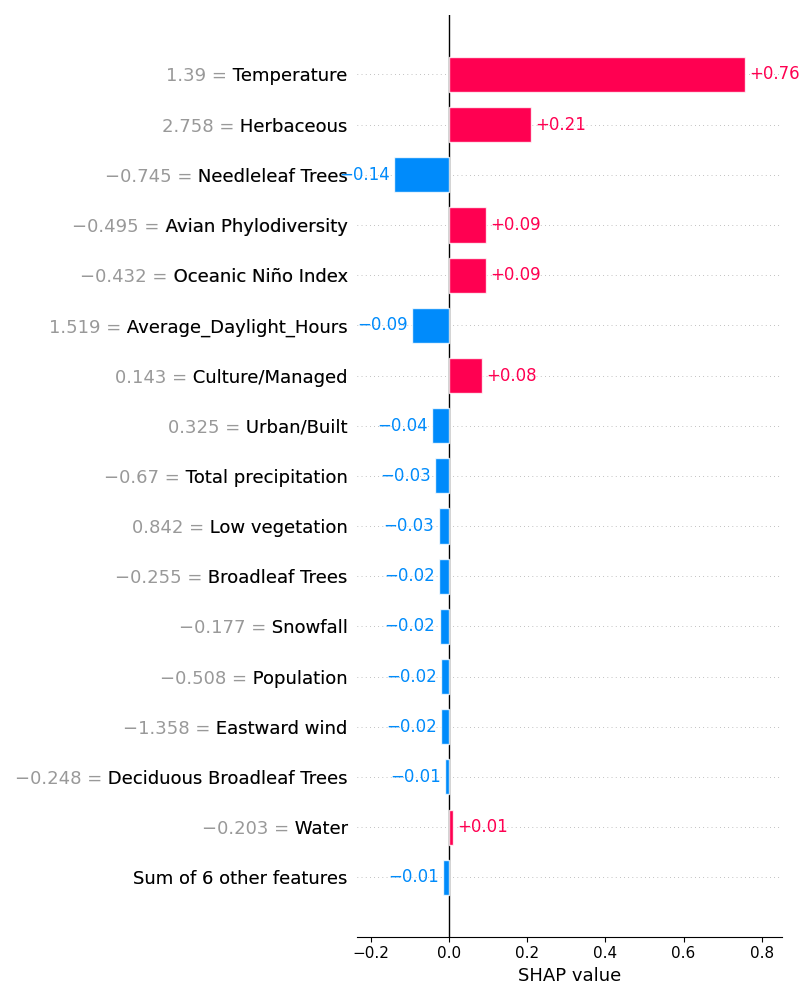 1.39 = Temperature +0.76
2.758 = Herbaceous +0.21
−0.745 = Needleleaf Trees −0.14
−0.495 = Avian Phylodiversity +0.09
−0.432 = Oceanic Niño Index +0.09
1.519 = Average_Daylight_Hours −0.09
0.143 = Culture/Managed +0.08
0.325 = Urban/Built −0.04
−0.67 = Total precipitation −0.03
0.842 = Low vegetation −0.03
−0.255 = Broadleaf Trees −0.02
−0.177 = Snowfall −0.02
−0.508 = Population −0.02
−1.358 = Eastward wind −0.02
−0.248 = Deciduous Broadleaf Trees −0.01
−0.203 = Water +0.01
Sum of 6 other features −0.01
−0.2 0.0 0.2 0.4 0.6 0.8
SHAP value